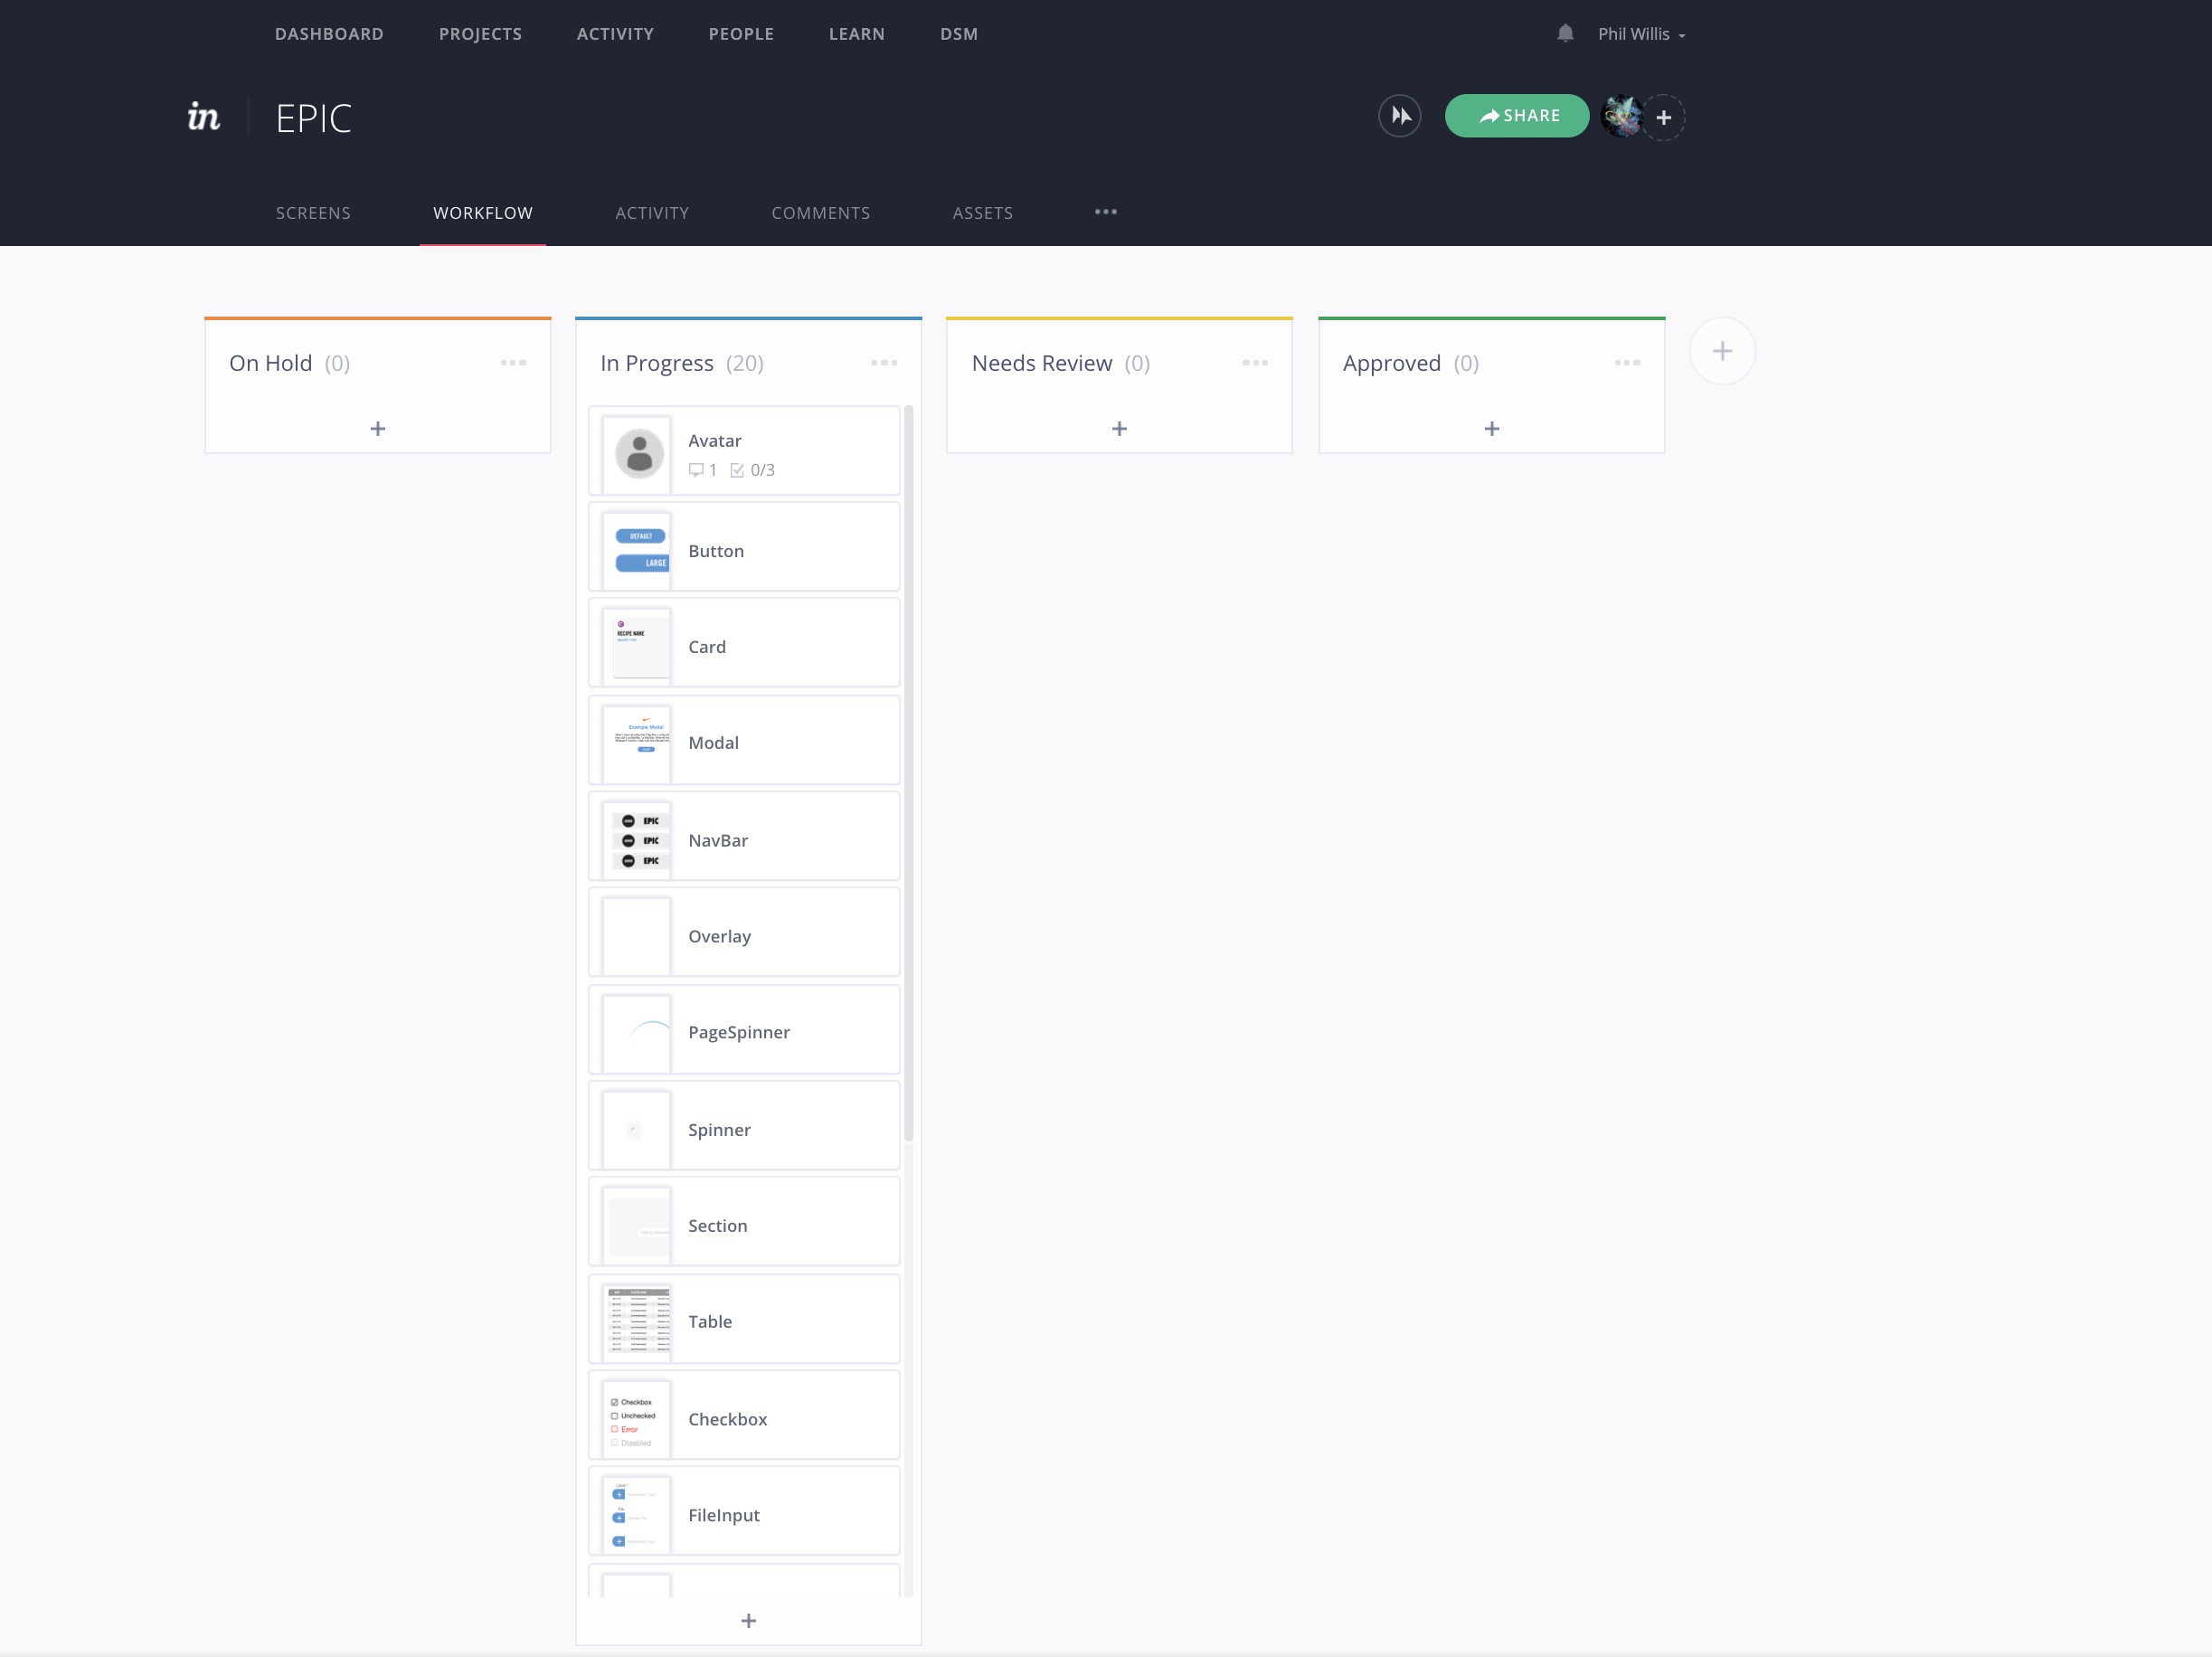 DASHBOARD PROJECTS ACTIVITY PEOPLE LEARN DSM Phil Willis
in EPIC SHARE
SCREENS WORKFLOW ACTIVITY COMMENTS ASSETS
On Hold (0)
In Progress (20)
Needs Review (0)
Approved (0)
Avatar
1 0/3
DEFAULT
LARGE
Button
RECIPE NAME
Card
Example Modal
Modal
EPIC
EPIC
EPIC
NavBar
Overlay
PageSpinner
Spinner
Section
Table
Checkbox
Unchecked
Error
Diasbled
Checkbox
FileInput